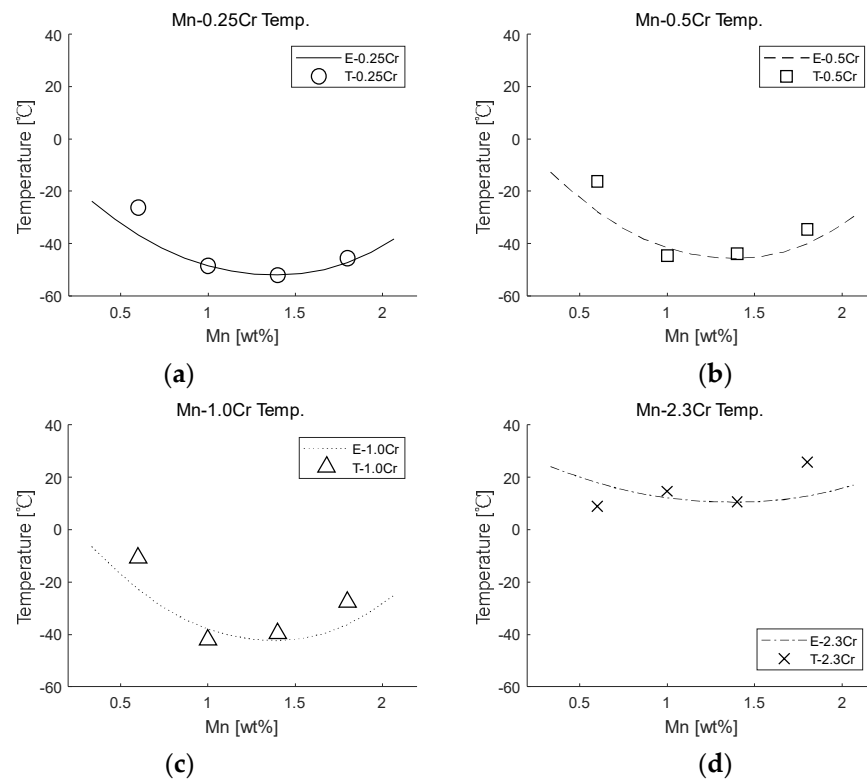 Mn-0.25Cr Temp.
E-0.25Cr
T-0.25Cr
Temperature [℃]
40
20
0
-20
-40
-60
0.5
1
1.5
2
Mn [wt%]
(a)
Mn-0.5Cr Temp.
E-0.5Cr
T-0.5Cr
Temperature [℃]
40
20
0
-20
-40
-60
0.5
1
1.5
2
Mn [wt%]
(b)
Mn-1.0Cr Temp.
E-1.0Cr
T-1.0Cr
Temperature [℃]
40
20
0
-20
-40
-60
0.5
1
1.5
2
Mn [wt%]
(c)
Mn-2.3Cr Temp.
Temperature [℃]
40
20
0
-20
-40
-60
E-2.3Cr
T-2.3Cr
0.5
1
1.5
2
Mn [wt%]
(d)